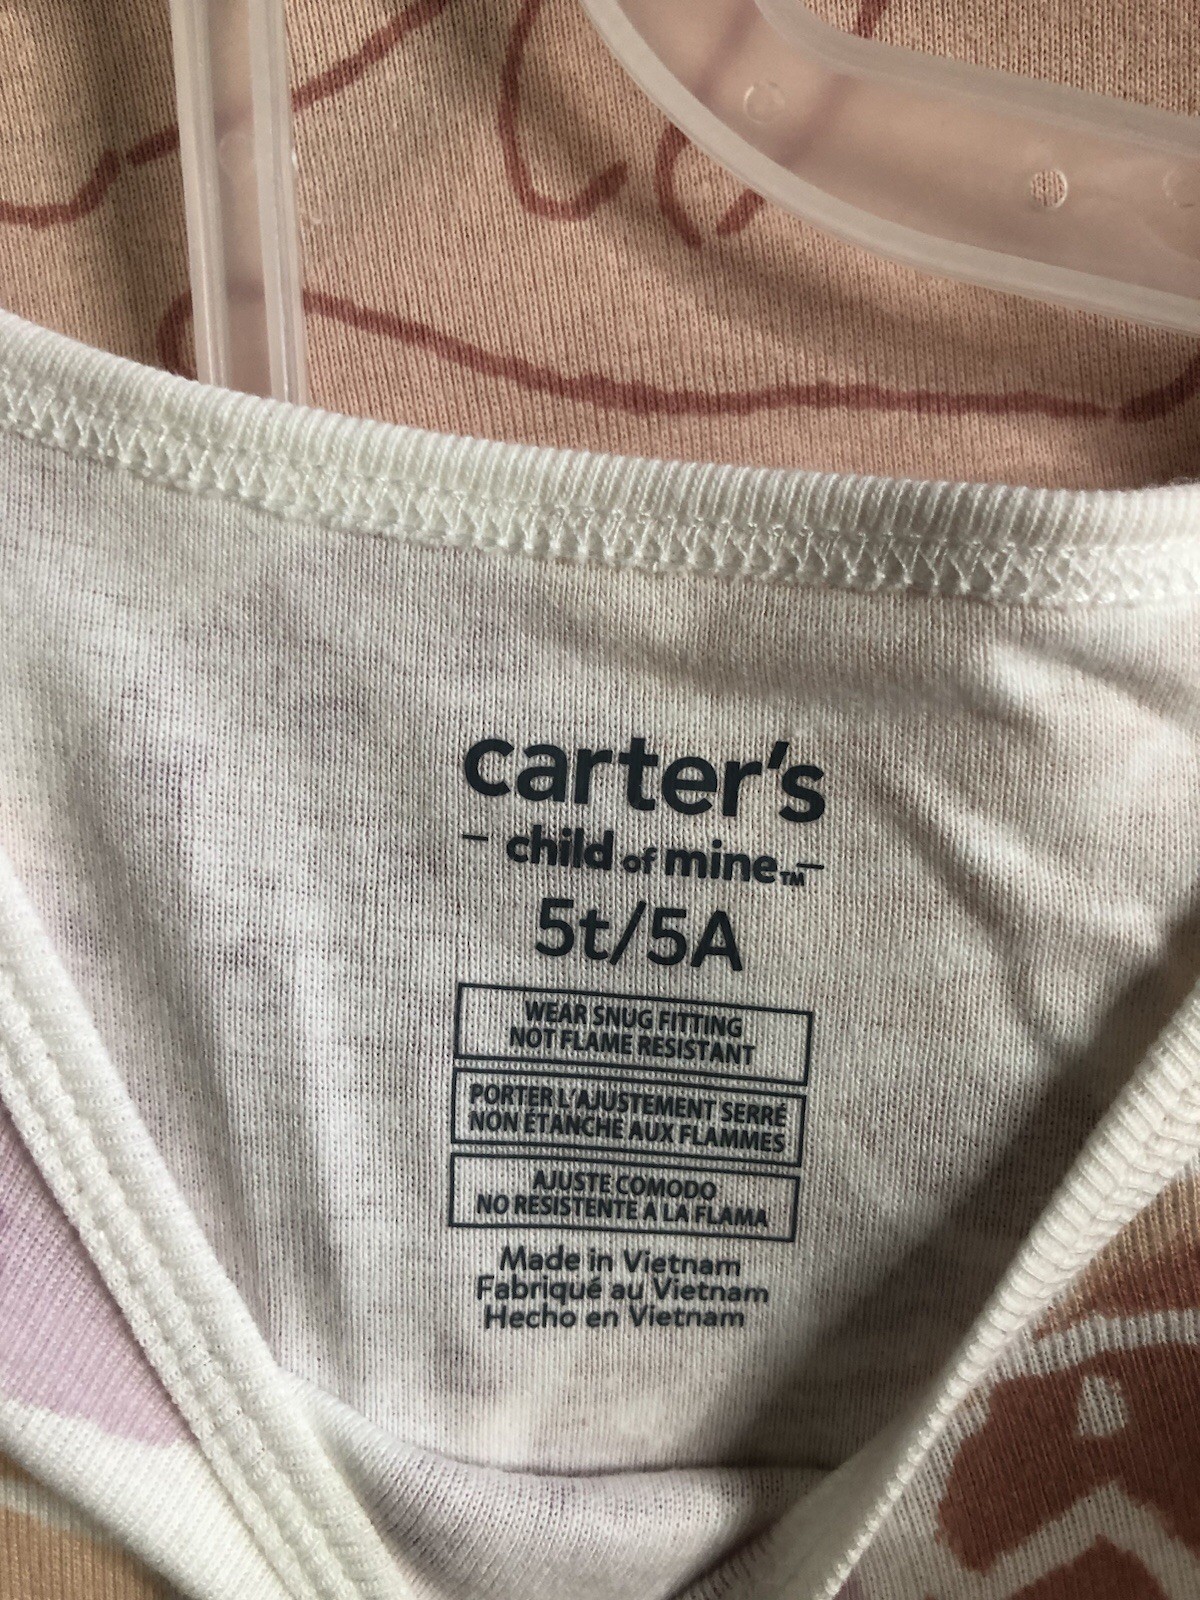 carter's
- child of mine™ -
5t/5A
WEAR SNUG FITTING
NOT FLAME RESISTANT
PORTER L'AJUSTEMENT SERRÉ
NON ÉTANCHE AUX FLAMMES
AJUSTE COMODO
NO RESISTENTE A LA FLAMA
Made in Vietnam
Fabriqué au Vietnam
Hecho en Vietnam